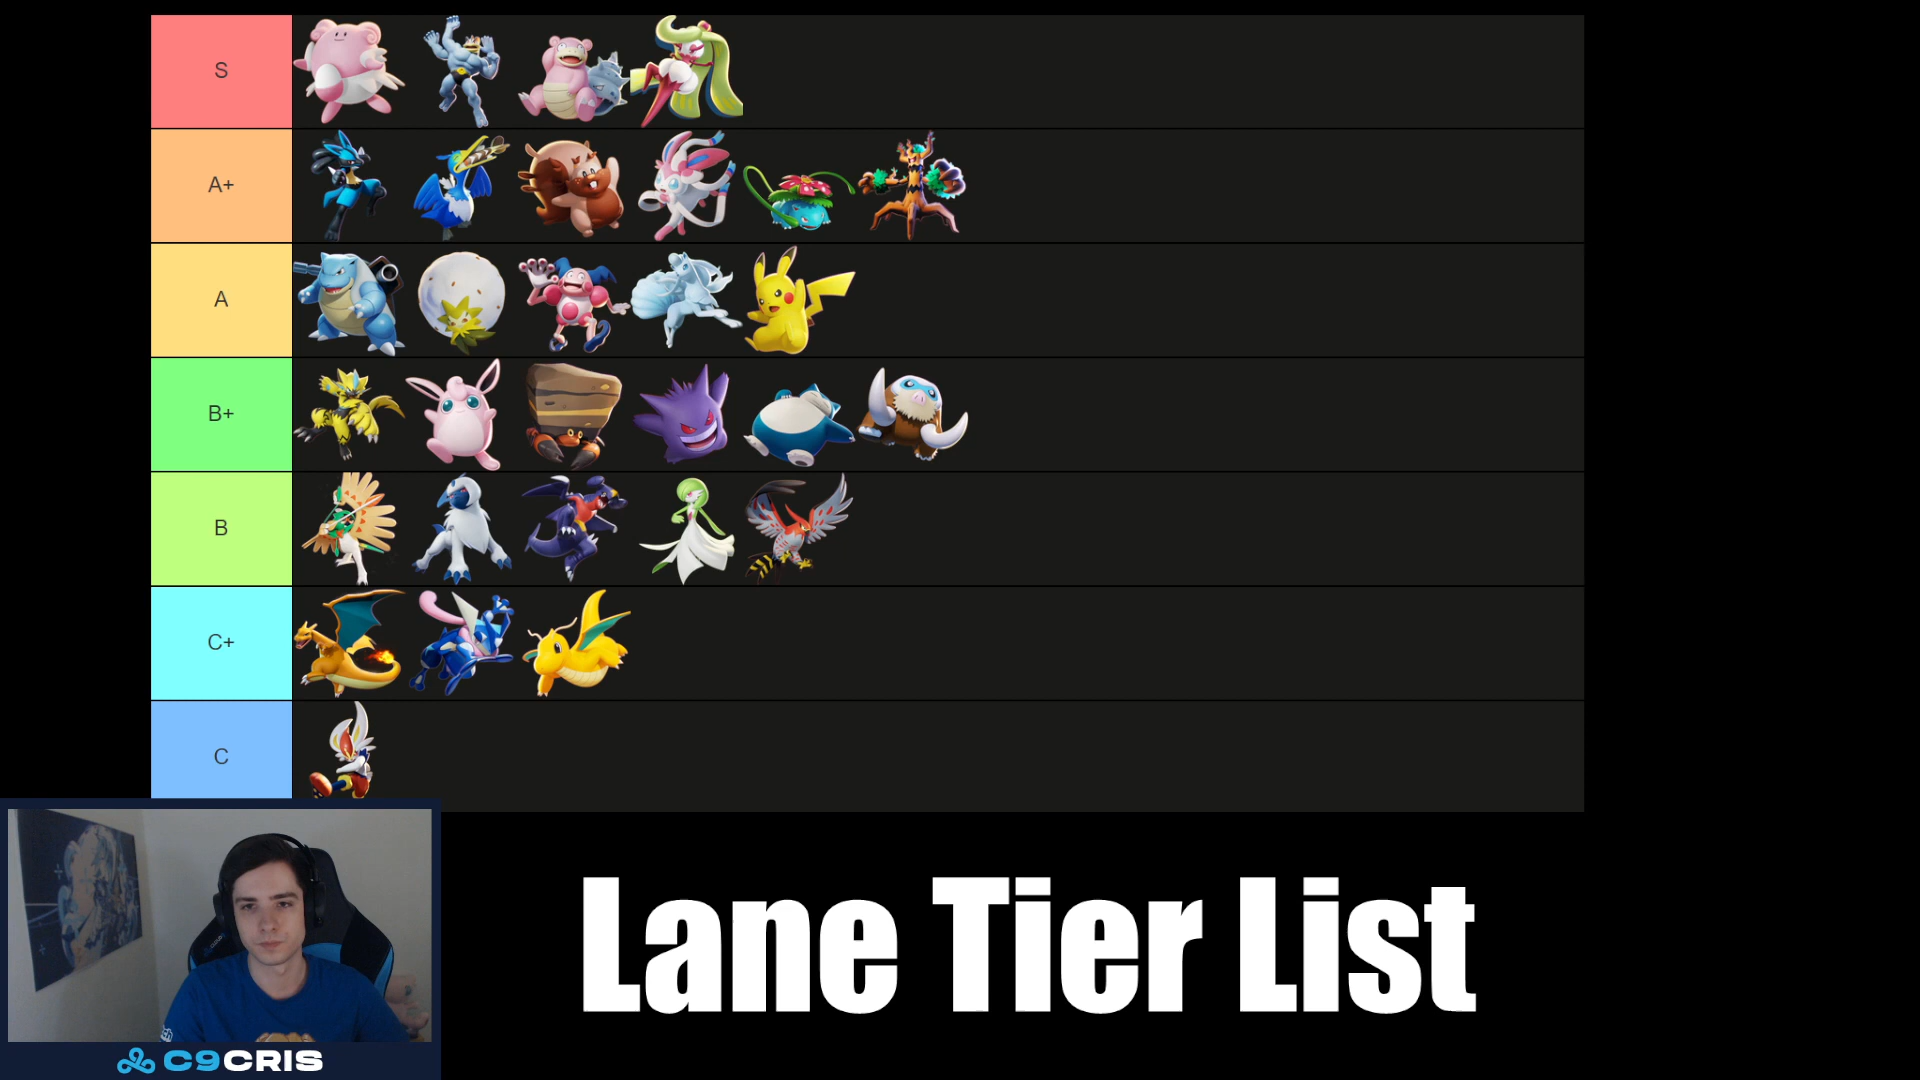 S
A+
A
B+
B
C+
C
Lane Tier List
C9CRIS